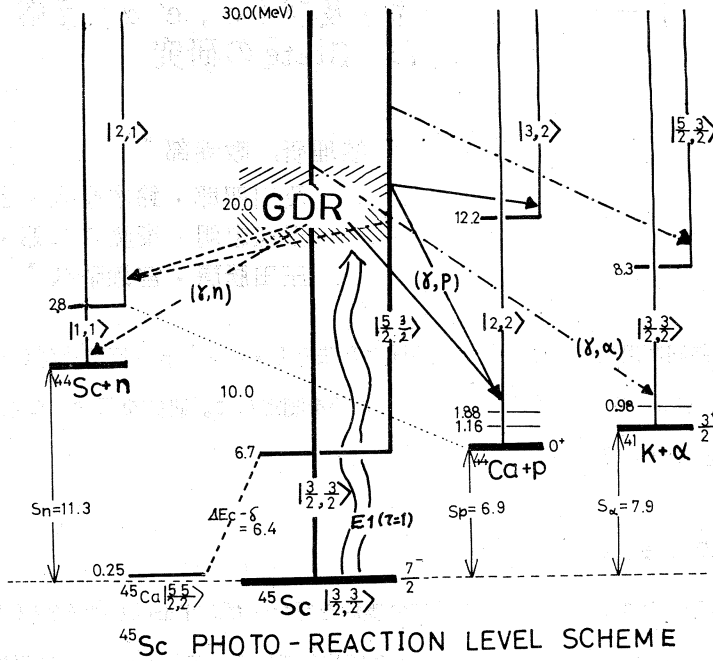 30.0(MeV)
|2,1⟩
|3,2⟩
|5/2,3/2⟩
20.0
GDR
12.2
8.3
(γ,n)
(γ,p)
2.8
|1,1⟩
|5/2,3/2⟩
|2,2⟩
|3/2,3/2⟩
(γ,α)
⁴⁴Sc+n
10.0
1.88
1.16
0.98
6.7
0⁺
3⁺/2
⁴⁴Ca+p
⁴¹K+α
|3/2,3/2⟩
Sn=11.3
ΔEc-δ
= 6.4
E1(τ=1)
Sp=6.9
Sα=7.9
0.25
7⁻/2
⁴⁵Ca|5/2,5/2⟩
⁴⁵Sc |3/2,3/2⟩
⁴⁵Sc PHOTO-REACTION LEVEL SCHEME